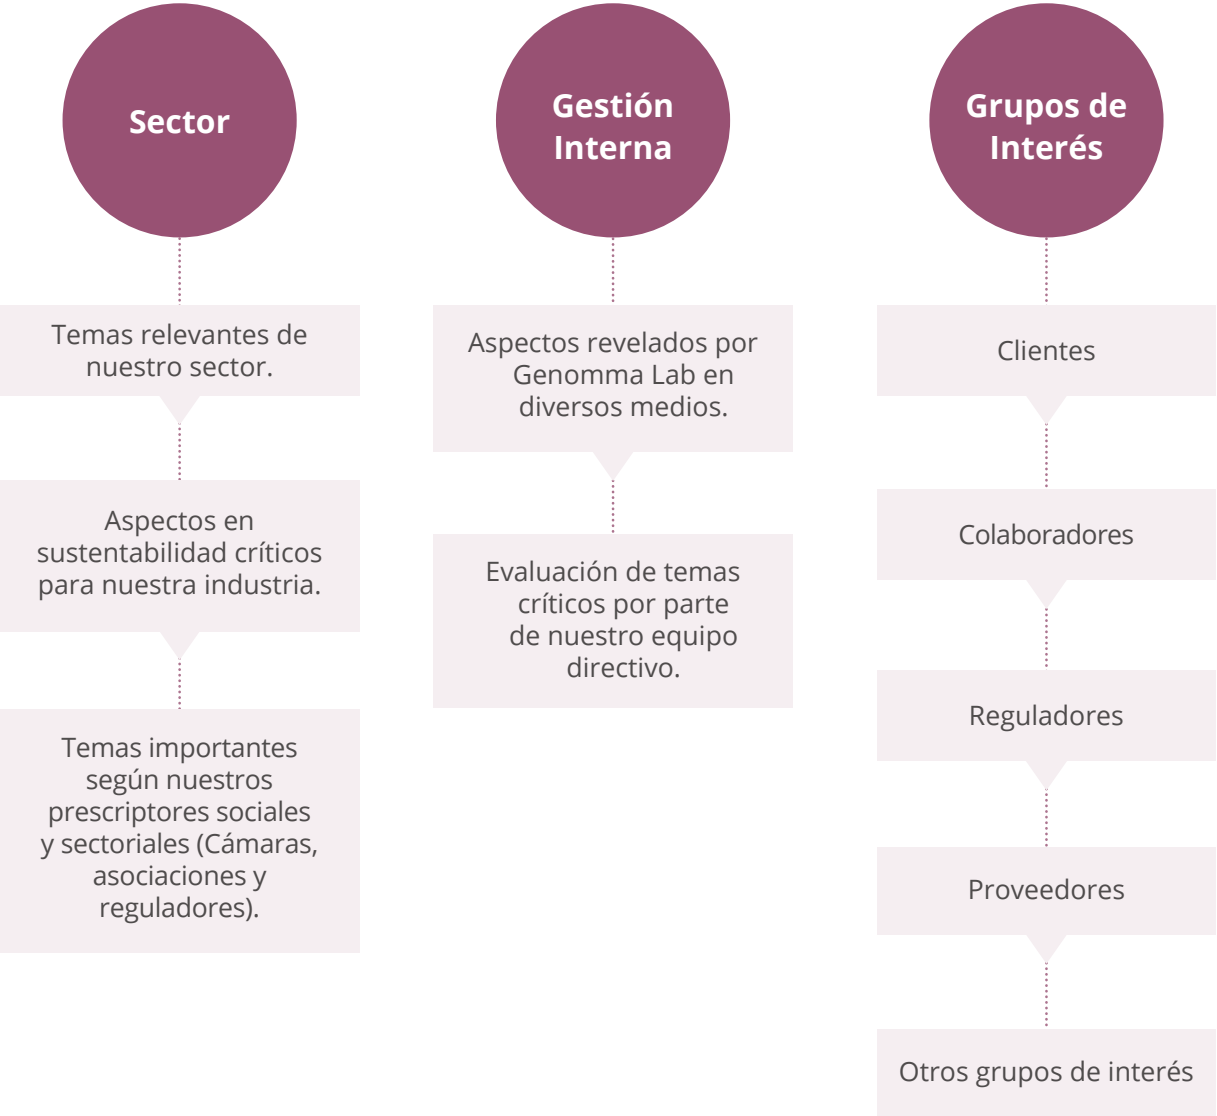 Sector
Temas relevantes de
nuestro sector.
Aspectos en
sustentabilidad críticos
para nuestra industria.
Temas importantes
según nuestros
prescriptores sociales
y sectoriales (Cámaras,
asociaciones y
reguladores).
Gestión
Interna
Aspectos revelados por
Genomma Lab en
diversos medios.
Evaluación de temas
críticos por parte
de nuestro equipo
directivo.
Grupos de
Interés
Clientes
Colaboradores
Reguladores
Proveedores
Otros grupos de interés